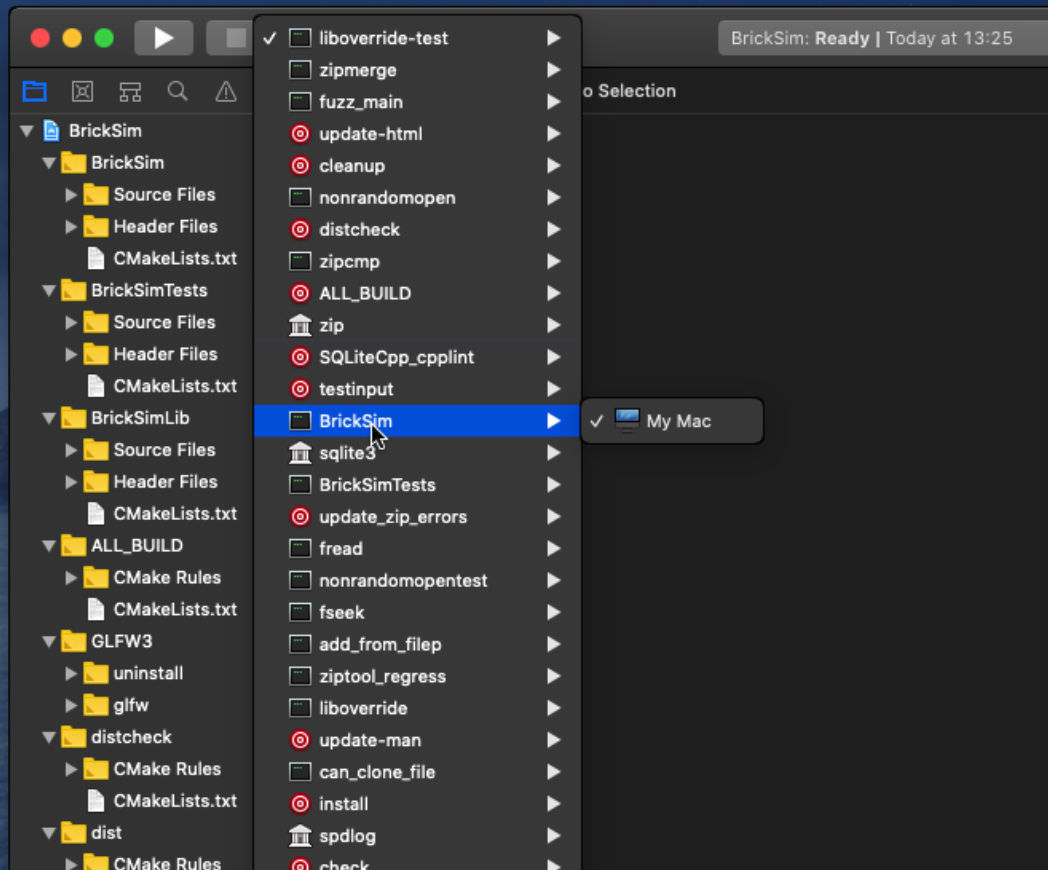 BrickSim: Ready | Today at 13:25
o Selection
BrickSim
BrickSim
Source Files
Header Files
CMakeLists.txt
BrickSimTests
Source Files
Header Files
CMakeLists.txt
BrickSimLib
Source Files
Header Files
CMakeLists.txt
ALL_BUILD
CMake Rules
CMakeLists.txt
GLFW3
uninstall
glfw
distcheck
CMake Rules
CMakeLists.txt
dist
CMake Rules
liboverride-test
zipmerge
fuzz_main
update-html
cleanup
nonrandomopen
distcheck
zipcmp
ALL_BUILD
zip
SQLiteCpp_cpplint
testinput
BrickSim
sqlite3
BrickSimTests
update_zip_errors
fread
nonrandomopentest
fseek
add_from_filep
ziptool_regress
liboverride
update-man
can_clone_file
install
spdlog
check
My Mac